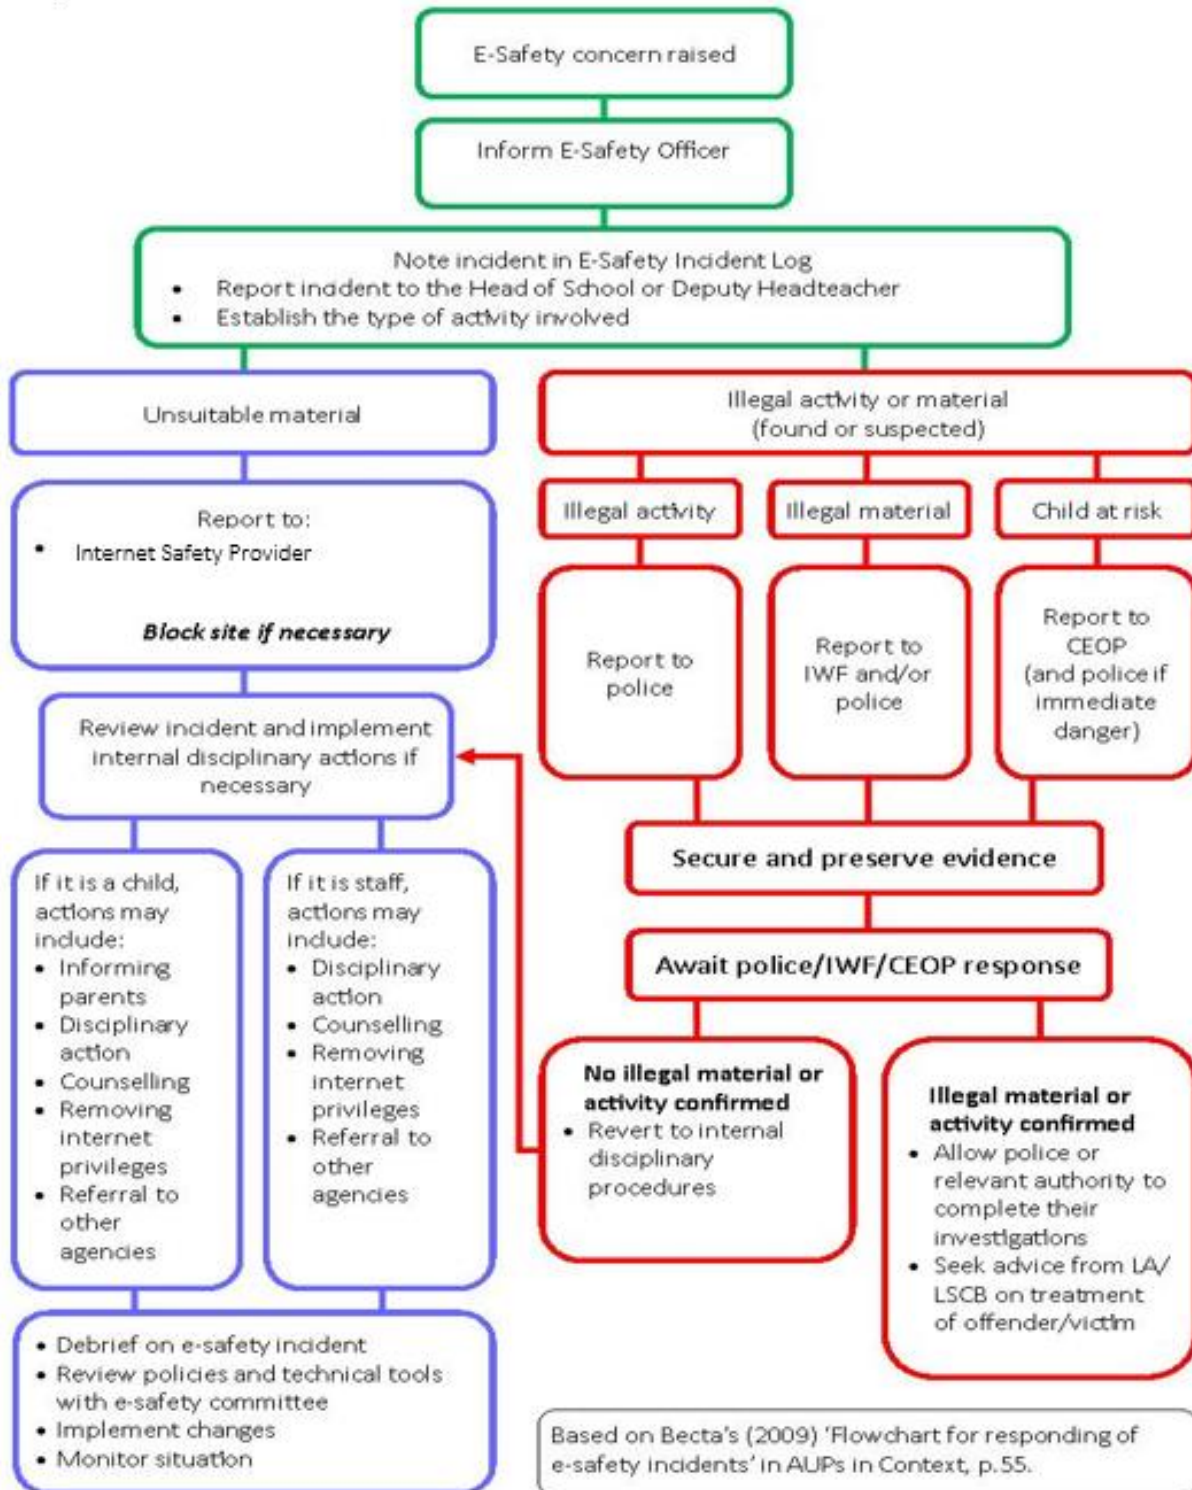 E-Safety concern raised
Inform E-Safety Officer
Note incident in E-Safety Incident Log
• Report incident to the Head of School or Deputy Headteacher
• Establish the type of activity involved
Unsuitable material
Report to:
• Internet Safety Provider
Block site if necessary
Review incident and implement
internal disciplinary actions if
necessary
If it is a child,
actions may
include:
• Informing
parents
• Disciplinary
action
• Counselling
• Removing
internet
privileges
• Referral to
other
agencies
If it is staff,
actions may
include:
• Disciplinary
action
• Counselling
• Removing
internet
privileges
• Referral to
other
agencies
• Debrief on e-safety incident
• Review policies and technical tools
with e-safety committee
• Implement changes
• Monitor situation
Illegal activity or material
(found or suspected)
Illegal activity
Illegal material
Child at risk
Report to
police
Report to
IWF and/or
police
Report to
CEOP
(and police if
immediate
danger)
Secure and preserve evidence
Await police/IWF/CEOP response
No illegal material or
activity confirmed
• Revert to internal
disciplinary
procedures
Illegal material or
activity confirmed
• Allow police or
relevant authority to
complete their
investigations
• Seek advice from LA/
LSCB on treatment
of offender/victim
Based on Becta's (2009) 'Flowchart for responding of
e-safety incidents' in AUPs in Context, p.55.